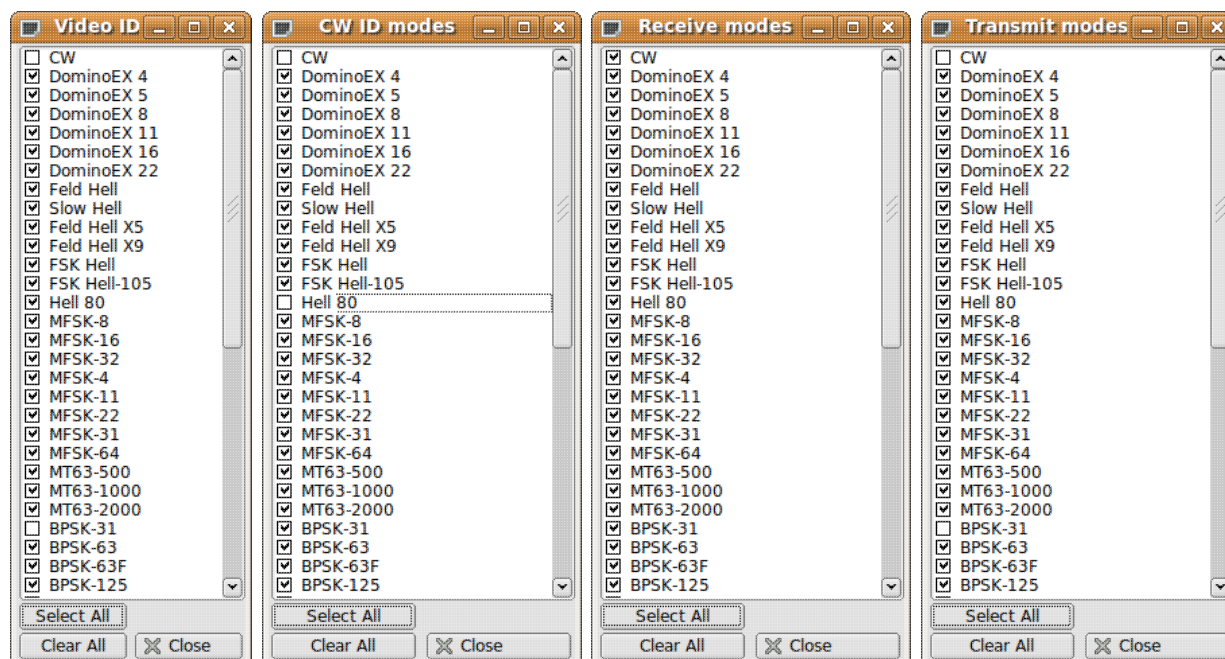 Video ID
CW
DominoEX 4
DominoEX 5
DominoEX 8
DominoEX 11
DominoEX 16
DominoEX 22
Feld Hell
Slow Hell
Feld Hell X5
Feld Hell X9
FSK Hell
FSK Hell-105
Hell 80
MFSK-8
MFSK-16
MFSK-32
MFSK-4
MFSK-11
MFSK-22
MFSK-31
MFSK-64
MT63-500
MT63-1000
MT63-2000
BPSK-31
BPSK-63
BPSK-63F
BPSK-125
Select All
Clear All Close
CW ID modes
CW
DominoEX 4
DominoEX 5
DominoEX 8
DominoEX 11
DominoEX 16
DominoEX 22
Feld Hell
Slow Hell
Feld Hell X5
Feld Hell X9
FSK Hell
FSK Hell-105
Hell 80
MFSK-8
MFSK-16
MFSK-32
MFSK-4
MFSK-11
MFSK-22
MFSK-31
MFSK-64
MT63-500
MT63-1000
MT63-2000
BPSK-31
BPSK-63
BPSK-63F
BPSK-125
Select All
Clear All Close
Receive modes
CW
DominoEX 4
DominoEX 5
DominoEX 8
DominoEX 11
DominoEX 16
DominoEX 22
Feld Hell
Slow Hell
Feld Hell X5
Feld Hell X9
FSK Hell
FSK Hell-105
Hell 80
MFSK-8
MFSK-16
MFSK-32
MFSK-4
MFSK-11
MFSK-22
MFSK-31
MFSK-64
MT63-500
MT63-1000
MT63-2000
BPSK-31
BPSK-63
BPSK-63F
BPSK-125
Select All
Clear All Close
Transmit modes
CW
DominoEX 4
DominoEX 5
DominoEX 8
DominoEX 11
DominoEX 16
DominoEX 22
Feld Hell
Slow Hell
Feld Hell X5
Feld Hell X9
FSK Hell
FSK Hell-105
Hell 80
MFSK-8
MFSK-16
MFSK-32
MFSK-4
MFSK-11
MFSK-22
MFSK-31
MFSK-64
MT63-500
MT63-1000
MT63-2000
BPSK-31
BPSK-63
BPSK-63F
BPSK-125
Select All
Clear All Close